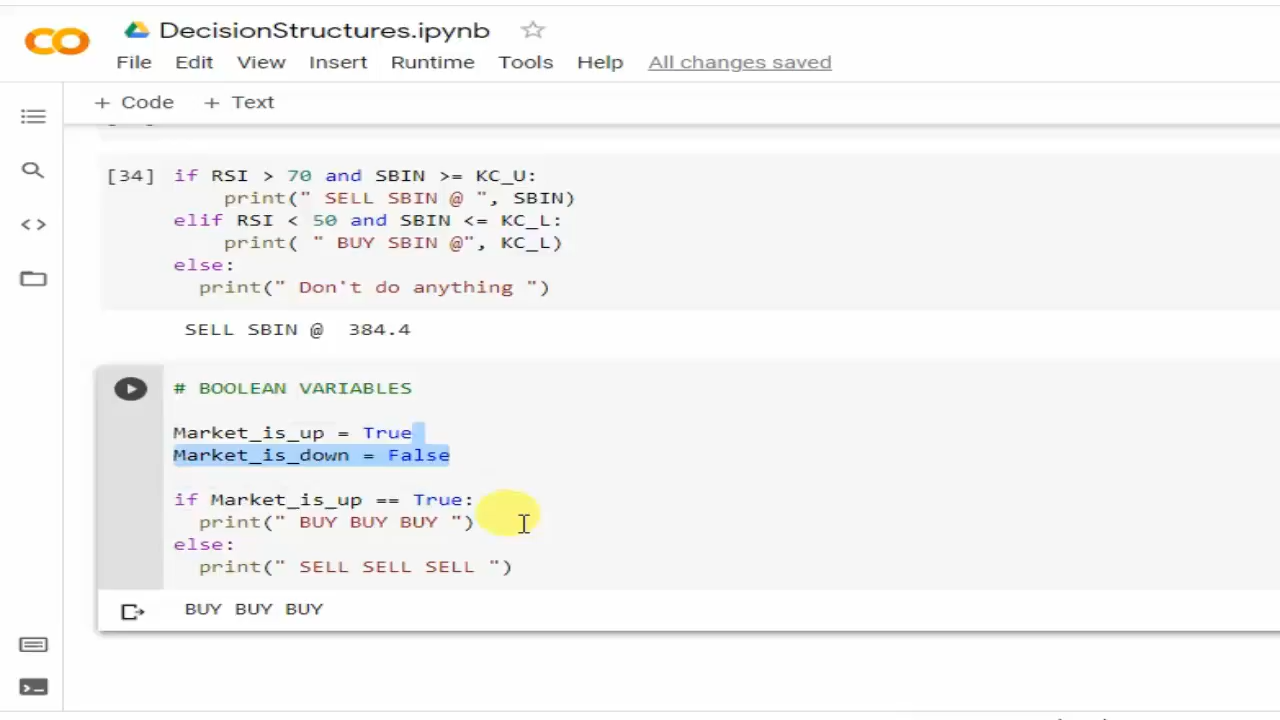 DecisionStructures.ipynb
File Edit View Insert Runtime Tools Help All changes saved
+ Code + Text
[34] if RSI > 70 and SBIN >= KC_U:
print(" SELL SBIN @ ", SBIN)
elif RSI < 50 and SBIN <= KC_L:
print( " BUY SBIN @", KC_L)
else:
print(" Don't do anything ")
SELL SBIN @  384.4
# BOOLEAN VARIABLES
Market_is_up = True
Market_is_down = False
if Market_is_up == True:
print(" BUY BUY BUY ")
else:
print(" SELL SELL SELL ")
BUY BUY BUY